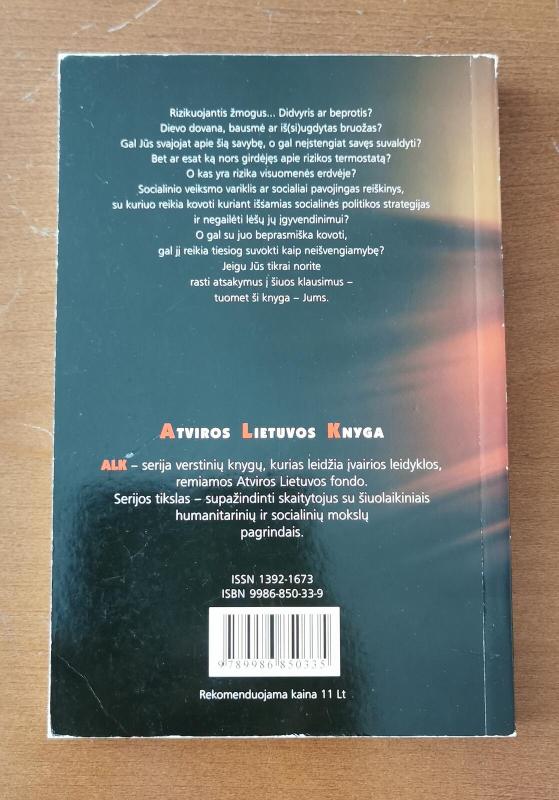 Rizikuojantis žmogus... Didvyris ar beprotis?
Dievo dovana, bausmė ar iš(si)ugdytas bruožas?
Gal Jūs svajojat apie šią savybę, o gal neįstengiat savęs suvaldyti?
Bet ar esat ką nors girdėjęs apie rizikos termostatą?
O kas yra rizika visuomenės erdvėje?
Socialinio veiksmo variklis ar socialiai pavojingas reiškinys,
su kuriuo reikia kovoti kuriant iššamias socialinės politikos strategijas
ir negailėti lėšų jų įgyvendinimui?
O gal su juo beprasmiška kovoti,
gal jį reikia tiesiog suvokti kaip neišvengiamybę?
Jeigu Jūs tikrai norite
rasti atsakymus į šiuos klausimus –
tuomet ši knyga – Jums.
ATVIROS LIETUVOS KNYGA
ALK – serija verstinių knygų, kurias leidžia įvairios leidyklos,
remiamos Atviros Lietuvos fondo.
Serijos tikslas – supažindinti skaitytojus su šiuolaikiniais
humanitarinių ir socialinių mokslų
pagrindais.
ISSN 1392-1673
ISBN 9986-850-33-9
9789986850335
Rekomenduojama kaina 11 Lt